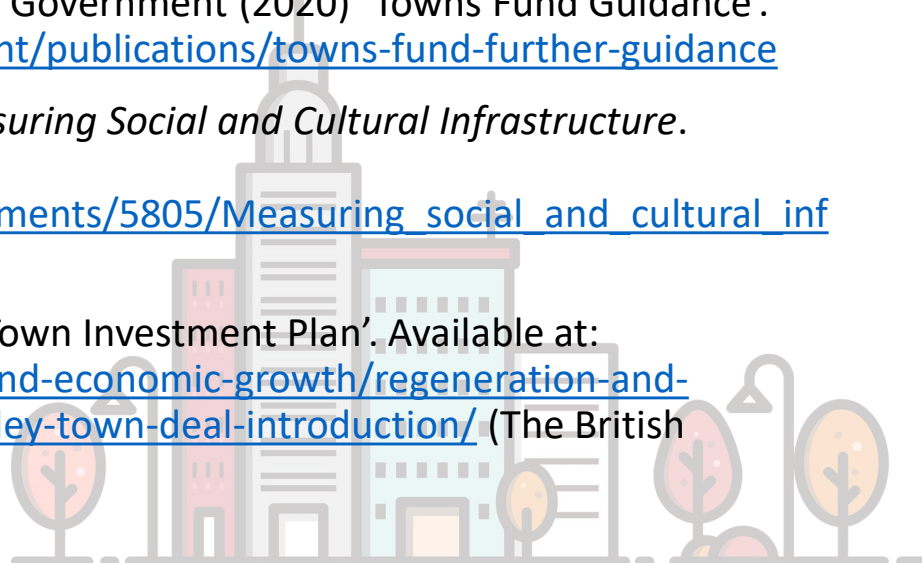 Government (2020) 'Towns Fund Guidance'.
nt/publications/towns-fund-further-guidance
suring Social and Cultural Infrastructure.
ments/5805/Measuring_social_and_cultural_inf
Town Investment Plan'. Available at:
nd-economic-growth/regeneration-and-
ley-town-deal-introduction/ (The British